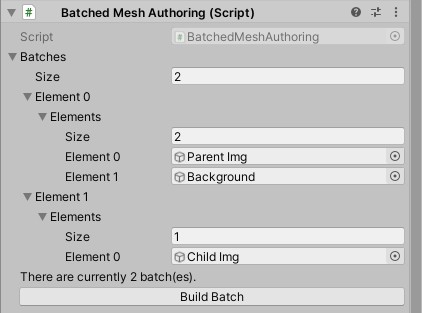 Batched Mesh Authoring (Script)
Script BatchedMeshAuthoring
Batches
Size 2
Element 0
Elements
Size 2
Element 0 Parent Img
Element 1 Background
Element 1
Elements
Size 1
Element 0 Child Img
There are currently 2 batch(es).
Build Batch